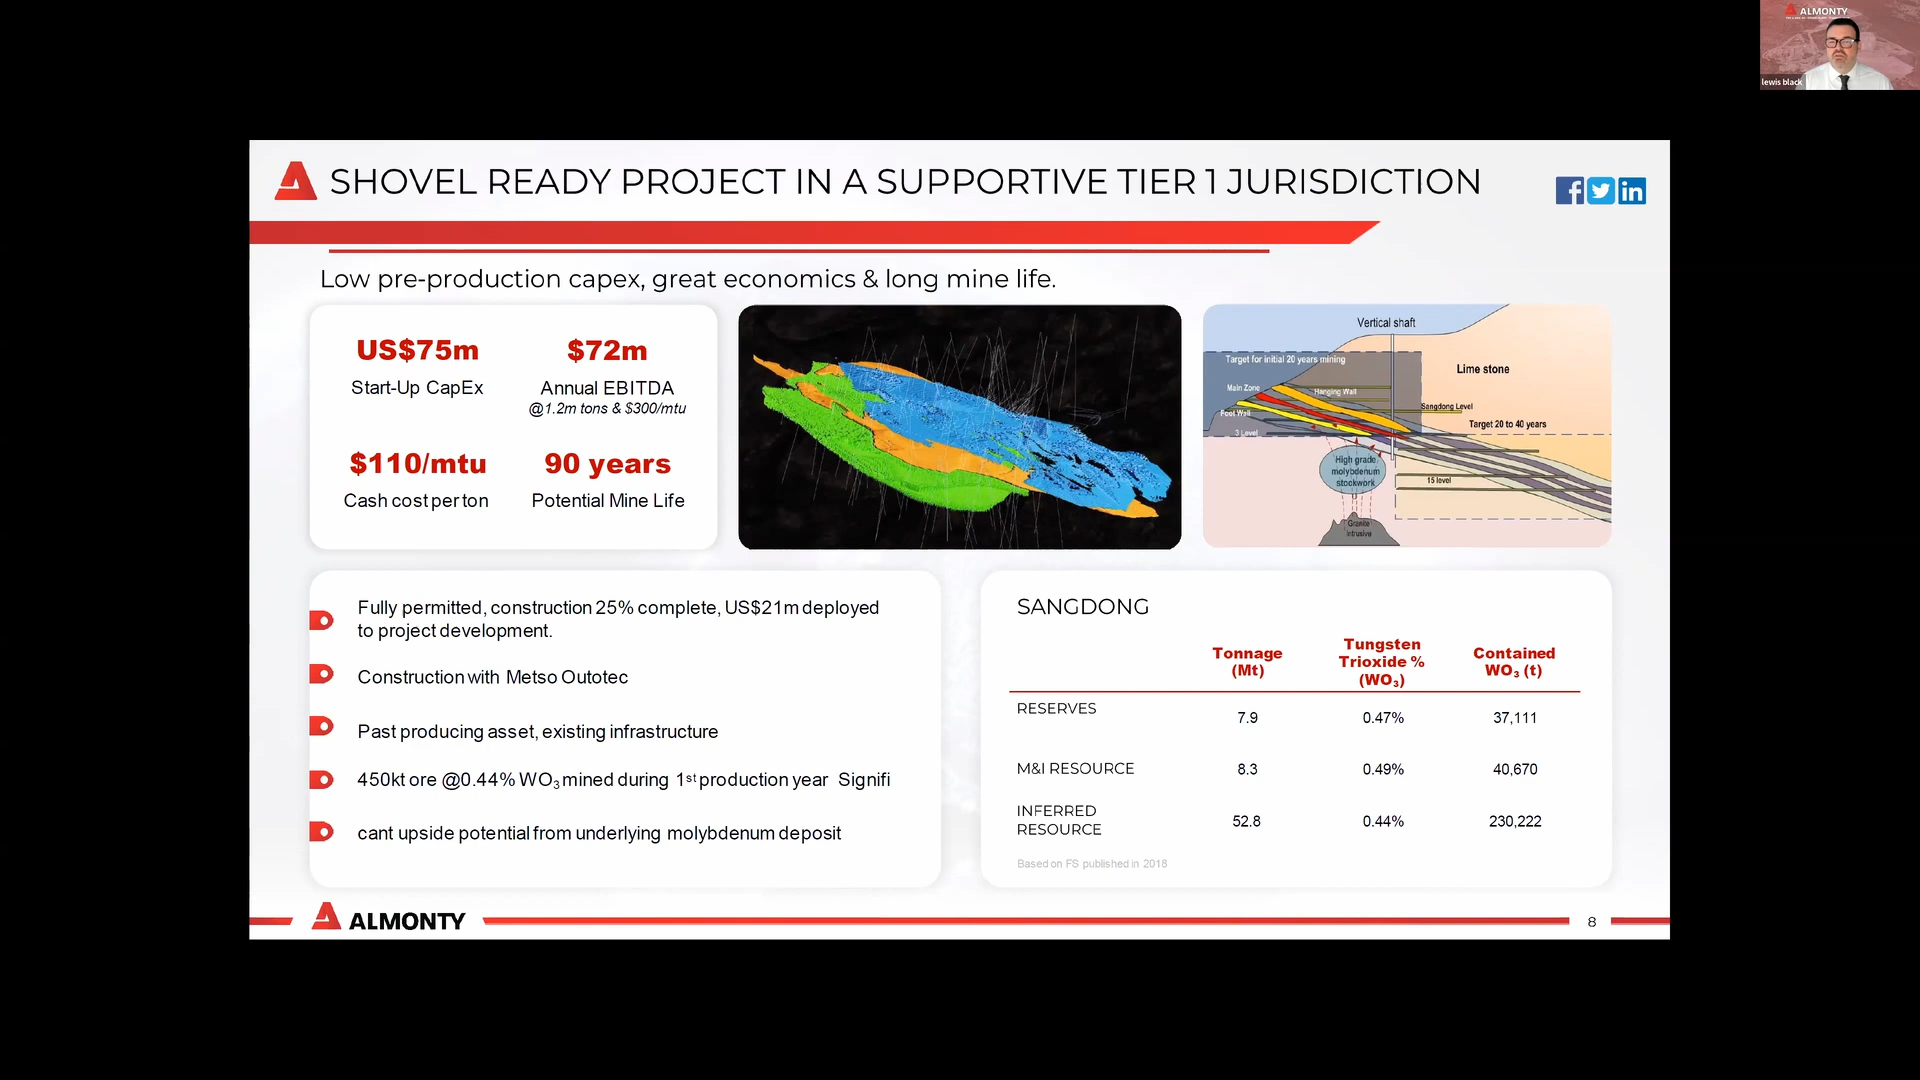 ALMONTY
lewis black
SHOVEL READY PROJECT IN A SUPPORTIVE TIER 1 JURISDICTION
Low pre-production capex, great economics & long mine life.
US$75m
Start-Up CapEx
$72m
Annual EBITDA
@1.2m tons & $300/mtu
$110/mtu
Cash cost per ton
90 years
Potential Mine Life
Vertical shaft
Target for initial 20 years mining
Lime stone
Main Zone
Hanging Wall
Sangdong Level
Foot Wall
Target 20 to 40 years
3 Level
High grade
molybdenum
stockwork
15 level
Granite
intrusive
Fully permitted, construction 25% complete, US$21m deployed
to project development.
Construction with Metso Outotec
Past producing asset, existing infrastructure
450kt ore @0.44% WO₃ mined during 1st production year Signifi
cant upside potential from underlying molybdenum deposit
SANGDONG
Tonnage
(Mt)
Tungsten
Trioxide %
(WO₃)
Contained
WO₃ (t)
RESERVES 7.9 0.47% 37,111
M&I RESOURCE 8.3 0.49% 40,670
INFERRED
RESOURCE 52.8 0.44% 230,222
Based on FS published in 2018
ALMONTY
8